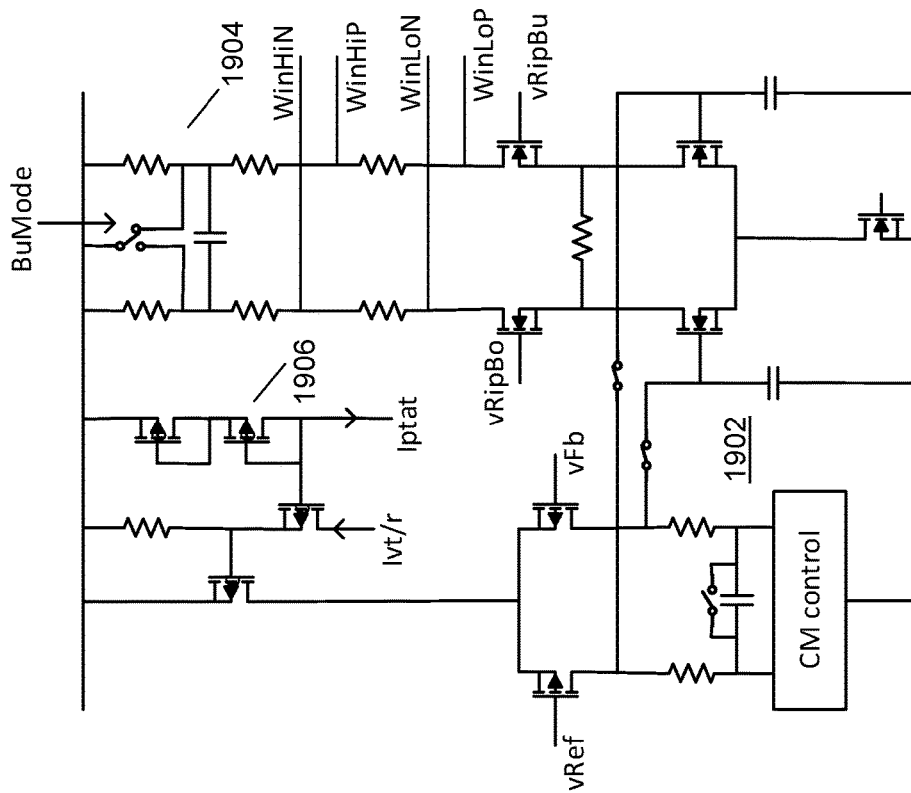 BuMode
1904
WinHiN
WinHiP
WinLoN
WinLoP
vRipBu
vRipBo
1906
Iptat
Ivt/r
vFb
vRef
1902
CM control